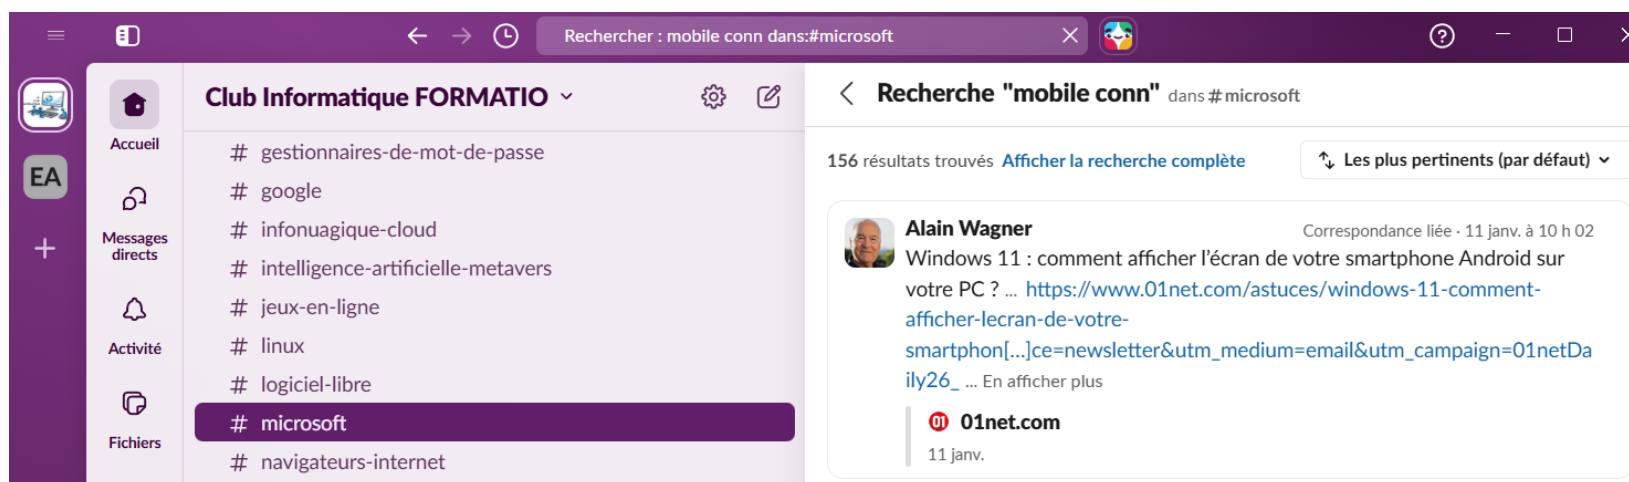 Rechercher : mobile conn dans:#microsoft
EA
Accueil
Messages
directs
Activité
Fichiers
Club Informatique FORMATIO
# gestionnaires-de-mot-de-passe
# google
# infonuagique-cloud
# intelligence-artificielle-metavers
# jeux-en-ligne
# linux
# logiciel-libre
# microsoft
# navigateurs-internet
Recherche "mobile conn" dans # microsoft
156 résultats trouvés Afficher la recherche complète
Les plus pertinents (par défaut)
Alain Wagner
Correspondance liée · 11 janv. à 10 h 02
Windows 11 : comment afficher l’écran de votre smartphone Android sur
votre PC ? ... https://www.01net.com/astuces/windows-11-comment-
afficher-lecran-de-votre-
smartphon[...]ce=newsletter&utm_medium=email&utm_campaign=01netDa
ily26_ ... En afficher plus
01 01net.com
11 janv.